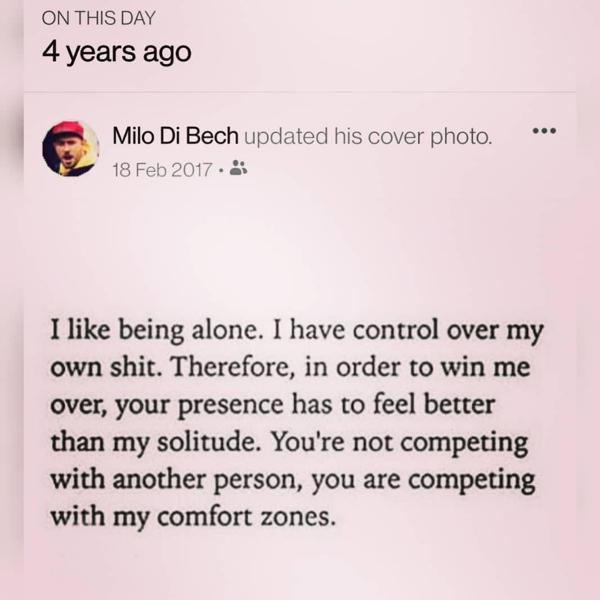 ON THIS DAY
4 years ago
Milo Di Bech updated his cover photo.
18 Feb 2017 •
I like being alone. I have control over my
own shit. Therefore, in order to win me
over, your presence has to feel better
than my solitude. You're not competing
with another person, you are competing
with my comfort zones.